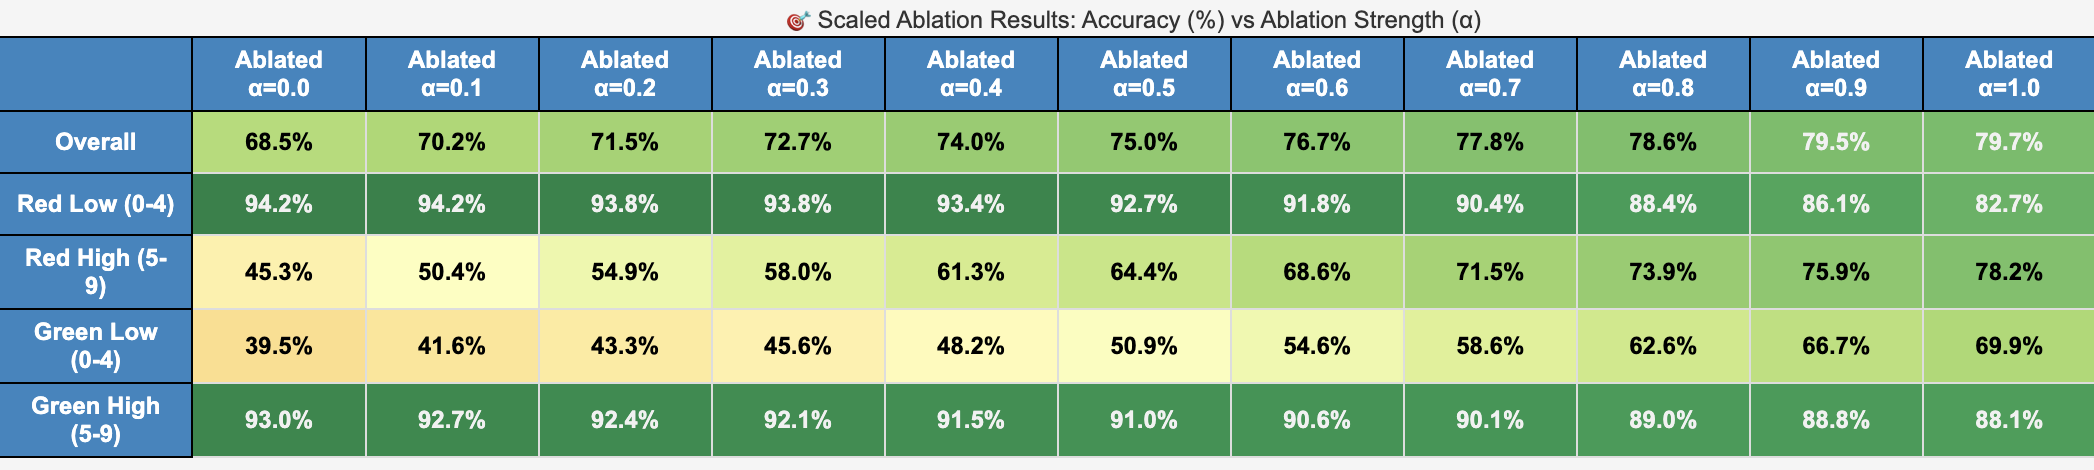 🎯 Scaled Ablation Results: Accuracy (%) vs Ablation Strength (α)
Ablated α=0.0 Ablated α=0.1 Ablated α=0.2 Ablated α=0.3 Ablated α=0.4 Ablated α=0.5 Ablated α=0.6 Ablated α=0.7 Ablated α=0.8 Ablated α=0.9 Ablated α=1.0
Overall 68.5% 70.2% 71.5% 72.7% 74.0% 75.0% 76.7% 77.8% 78.6% 79.5% 79.7%
Red Low (0-4) 94.2% 94.2% 93.8% 93.8% 93.4% 92.7% 91.8% 90.4% 88.4% 86.1% 82.7%
Red High (5-9) 45.3% 50.4% 54.9% 58.0% 61.3% 64.4% 68.6% 71.5% 73.9% 75.9% 78.2%
Green Low (0-4) 39.5% 41.6% 43.3% 45.6% 48.2% 50.9% 54.6% 58.6% 62.6% 66.7% 69.9%
Green High (5-9) 93.0% 92.7% 92.4% 92.1% 91.5% 91.0% 90.6% 90.1% 89.0% 88.8% 88.1%